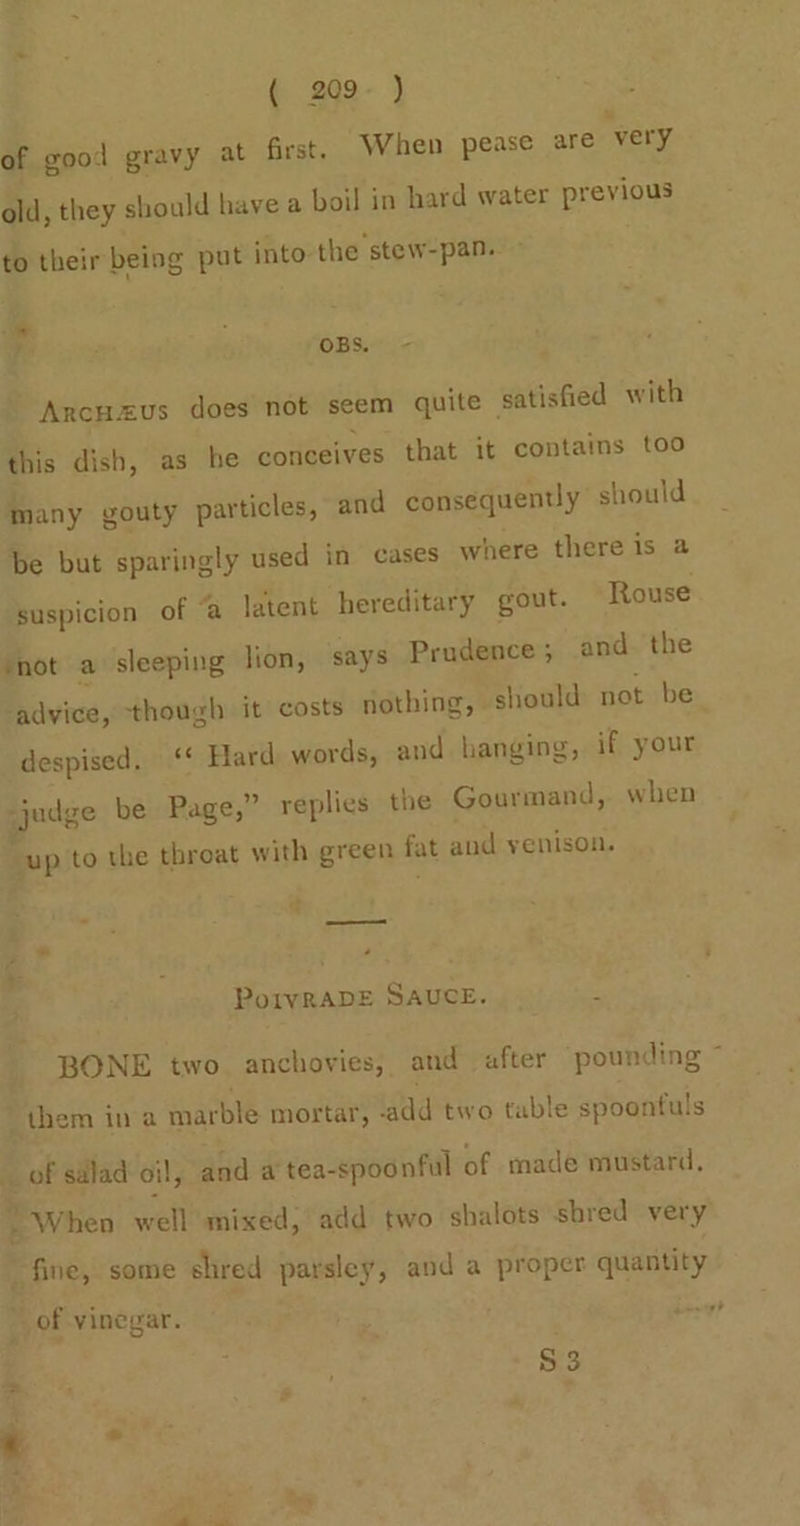 ( 209 )
of good gravy at first. When pease are very
old, they should have a boil in hard water previous
to their being put into the stew-pan.
OBS.
ARCHÆUS does not seem quite satisfied with
this dish, as he conceives that it contains too
many gouty particles, and consequently should
be but sparingly used in cases where there is a
suspicion of a latent hereditary gout. Rouse
not a sleeping lion, says Prudence; and the
advice, though it costs nothing, should not be
despised. “ Hard words, and hanging, if your
judge be Page,” replies the Gourmand, when
up to the throat with green fat and venison.
POIVRADE SAUCE.
BONE two anchovies, and after pounding
them in a marble mortar, add two table spoonfuls
of salad oil, and a tea-spoonful of made mustard.
When well mixed, add two shalots shred very
fine, some shred parsley, and a proper quantity
of vinegar.
S 3